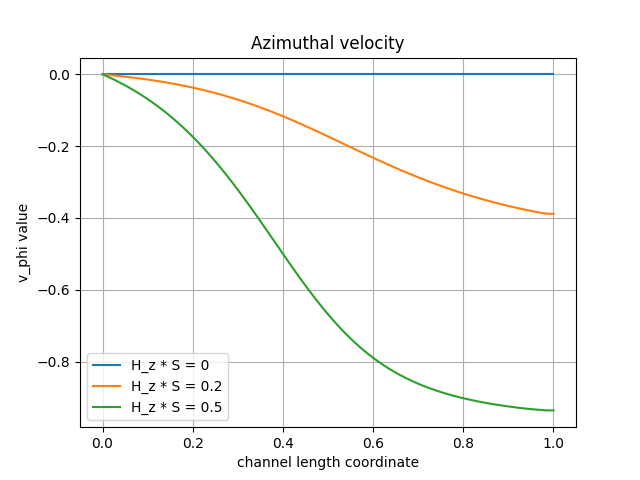 Azimuthal velocity
v_phi value
0.0
−0.2
−0.4
−0.6
−0.8
H_z * S = 0
H_z * S = 0.2
H_z * S = 0.5
0.0 0.2 0.4 0.6 0.8 1.0
channel length coordinate